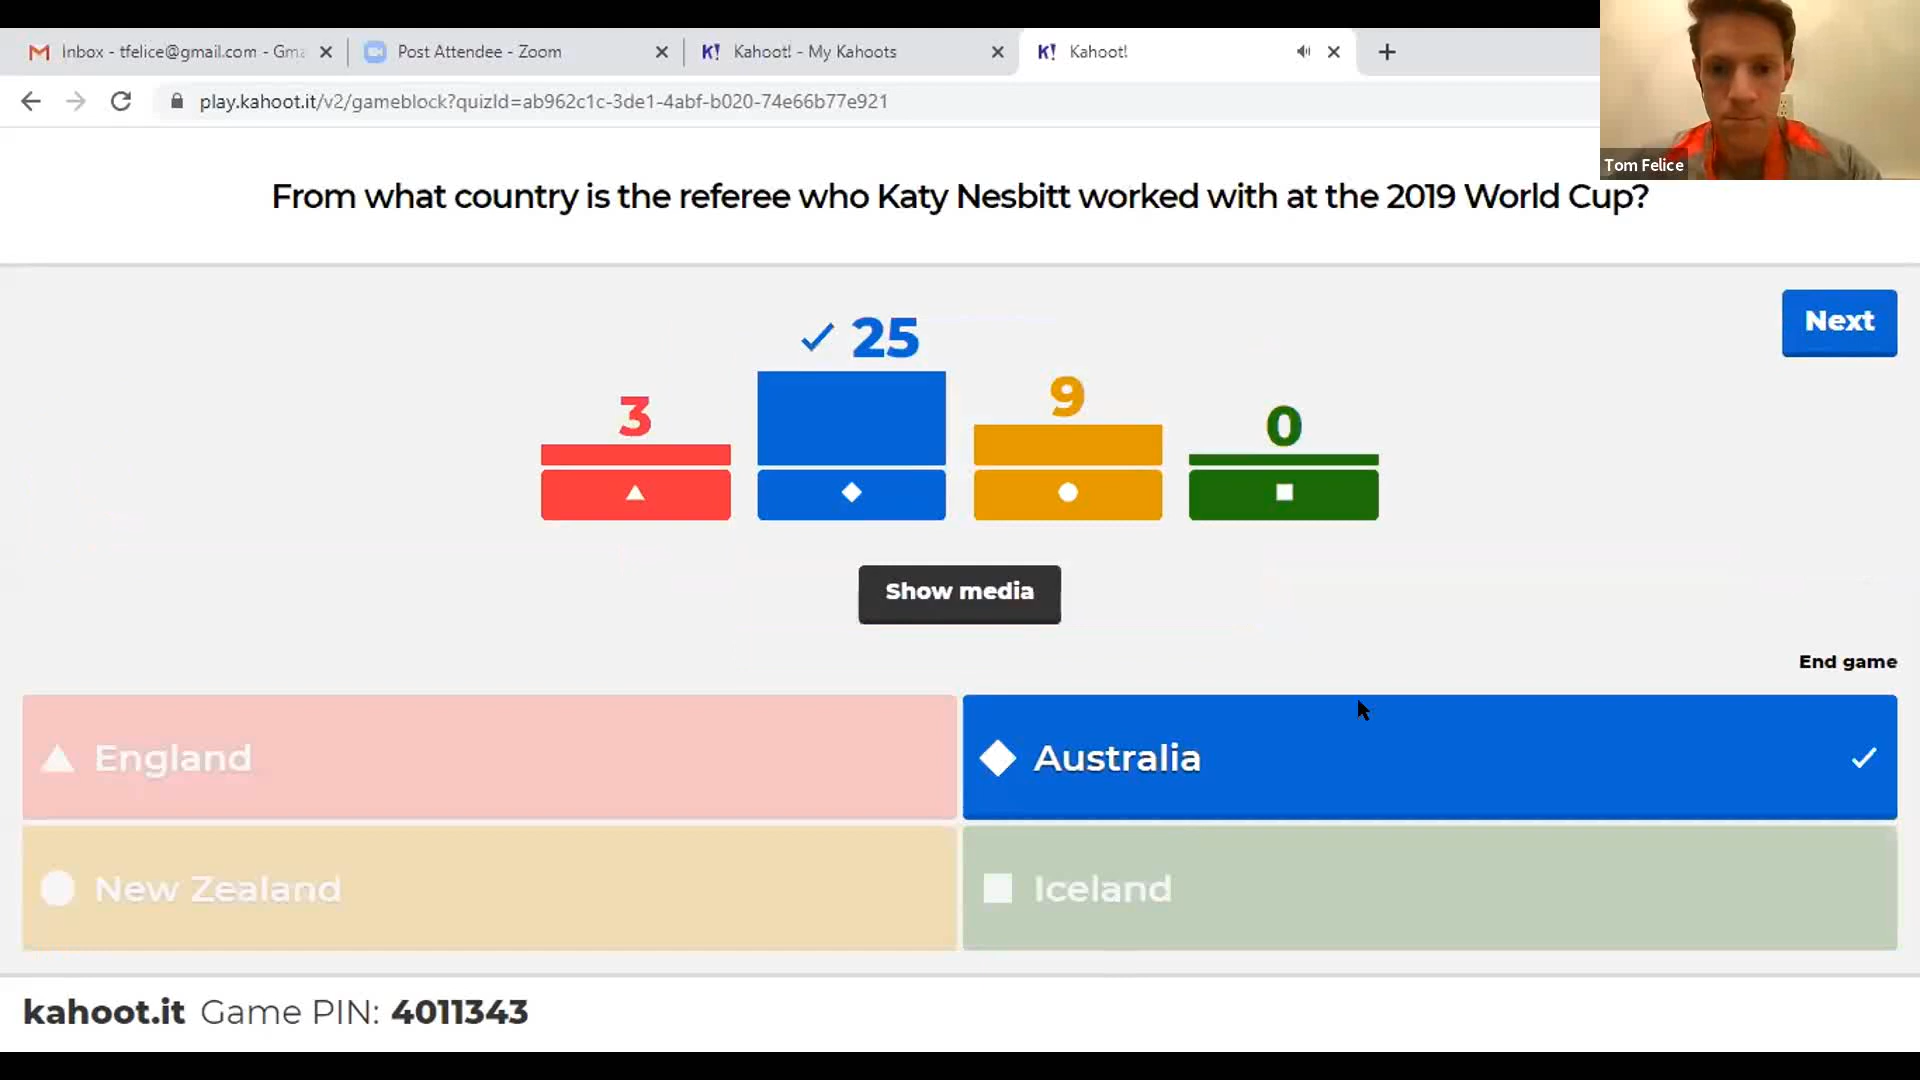 Inbox - tfelice@gmail.com - Gma
Post Attendee - Zoom
K! Kahoot! - My Kahoots
K! Kahoot!
play.kahoot.it/v2/gameblock?quizId=ab962c1c-3de1-4abf-b020-74e66b77e921
Tom Felice
From what country is the referee who Katy Nesbitt worked with at the 2019 World Cup?
Next
25
3
9
0
Show media
End game
England
Australia
New Zealand
Iceland
kahoot.it Game PIN: 4011343